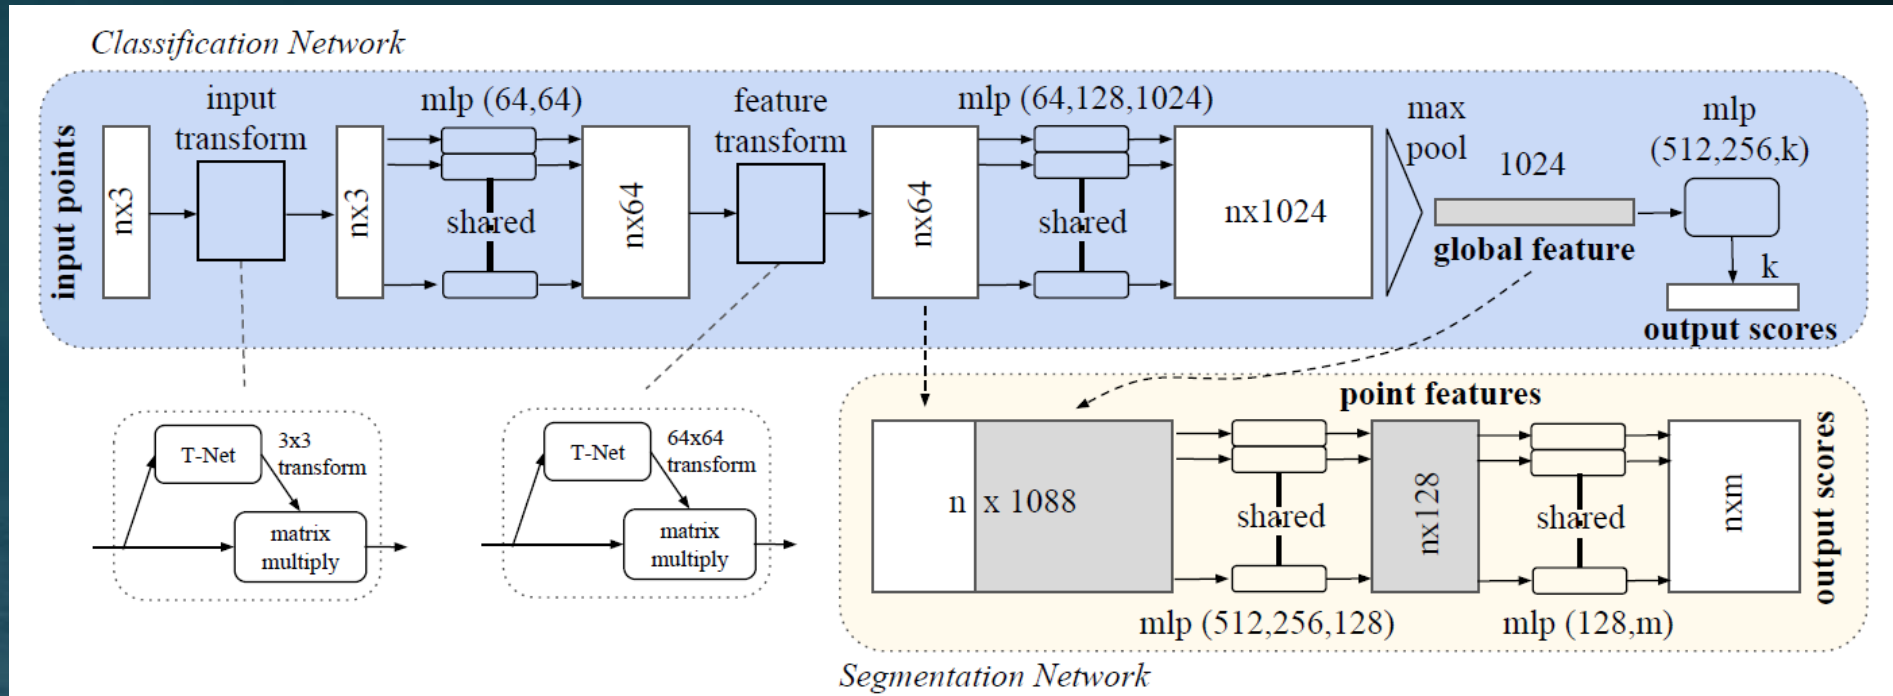 Classification Network
input points
nx3
input
transform
nx3
mlp (64,64)
shared
nx64
feature
transform
nx64
mlp (64,128,1024)
shared
nx1024
max
pool
1024
global feature
mlp
(512,256,k)
k
output scores
T-Net
3x3
transform
matrix
multiply
T-Net
64x64
transform
matrix
multiply
point features
n x 1088
shared
mlp (512,256,128)
nx128
shared
mlp (128,m)
nxm
output scores
Segmentation Network